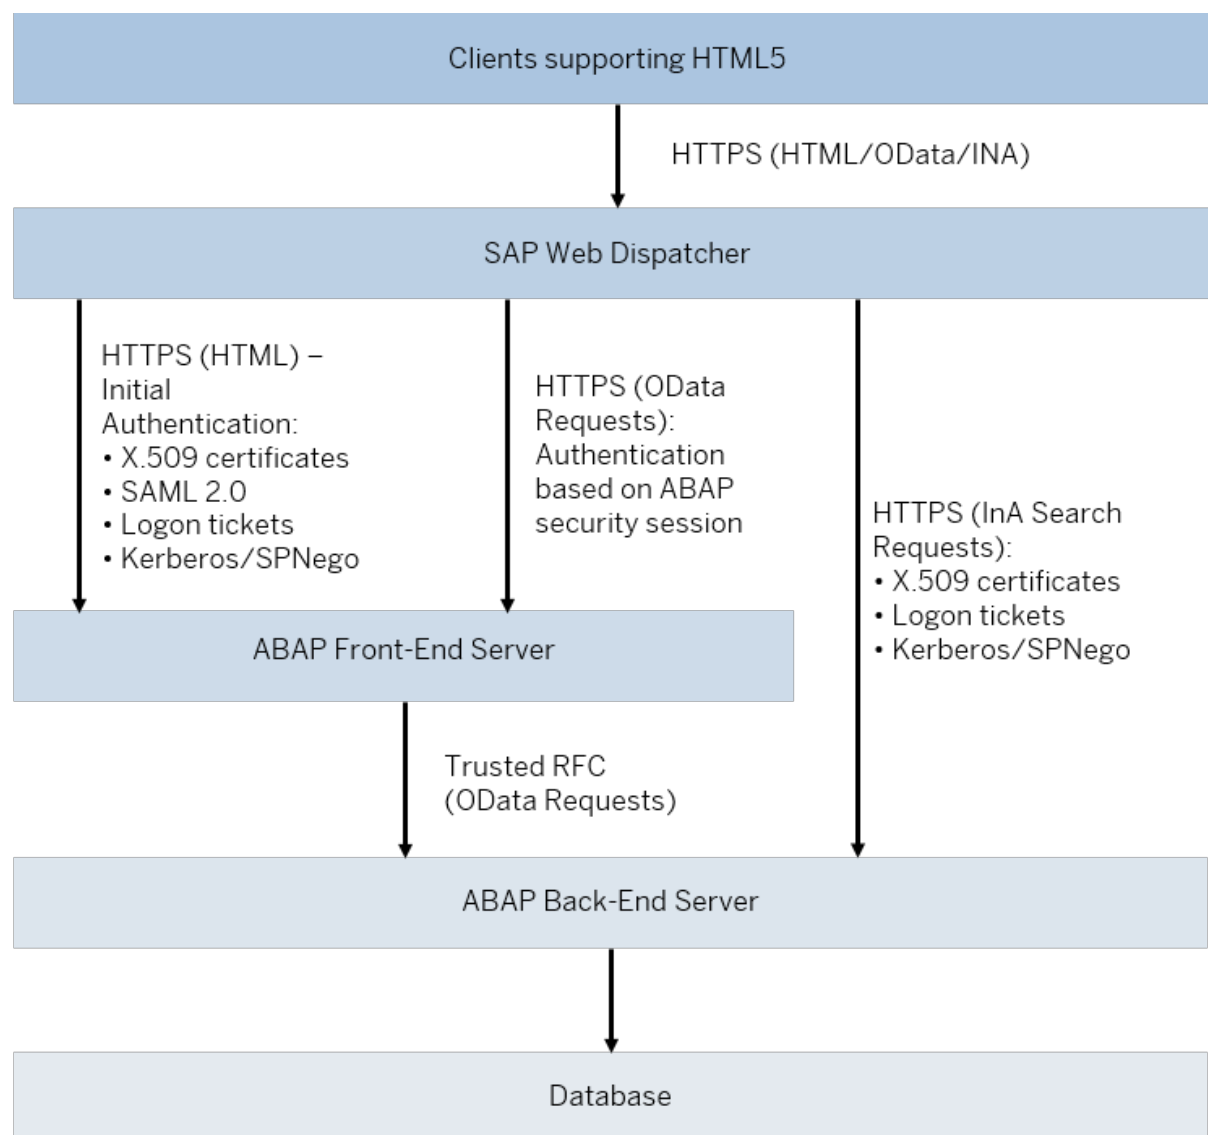 Clients supporting HTML5
HTTPS (HTML/OData/INA)
SAP Web Dispatcher
HTTPS (HTML) –
Initial
Authentication:
• X.509 certificates
• SAML 2.0
• Logon tickets
• Kerberos/SPNego
HTTPS (OData
Requests):
Authentication
based on ABAP
security session
HTTPS (InA Search
Requests):
• X.509 certificates
• Logon tickets
• Kerberos/SPNego
ABAP Front-End Server
Trusted RFC
(OData Requests)
ABAP Back-End Server
Database